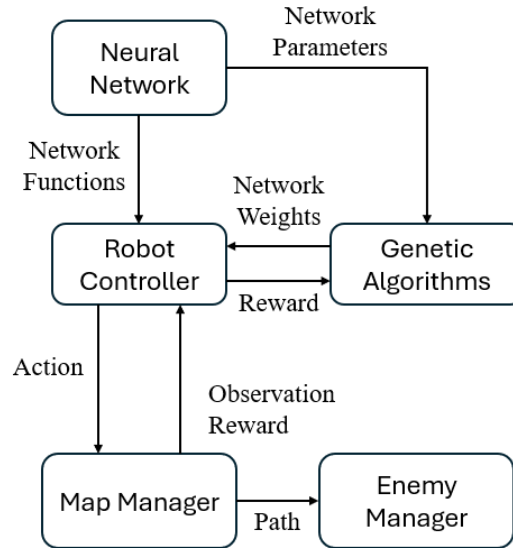 Neural
Network
Network
Parameters
Network
Functions
Network
Weights
Robot
Controller
Genetic
Algorithms
Reward
Action
Observation
Reward
Map Manager
Path
Enemy
Manager